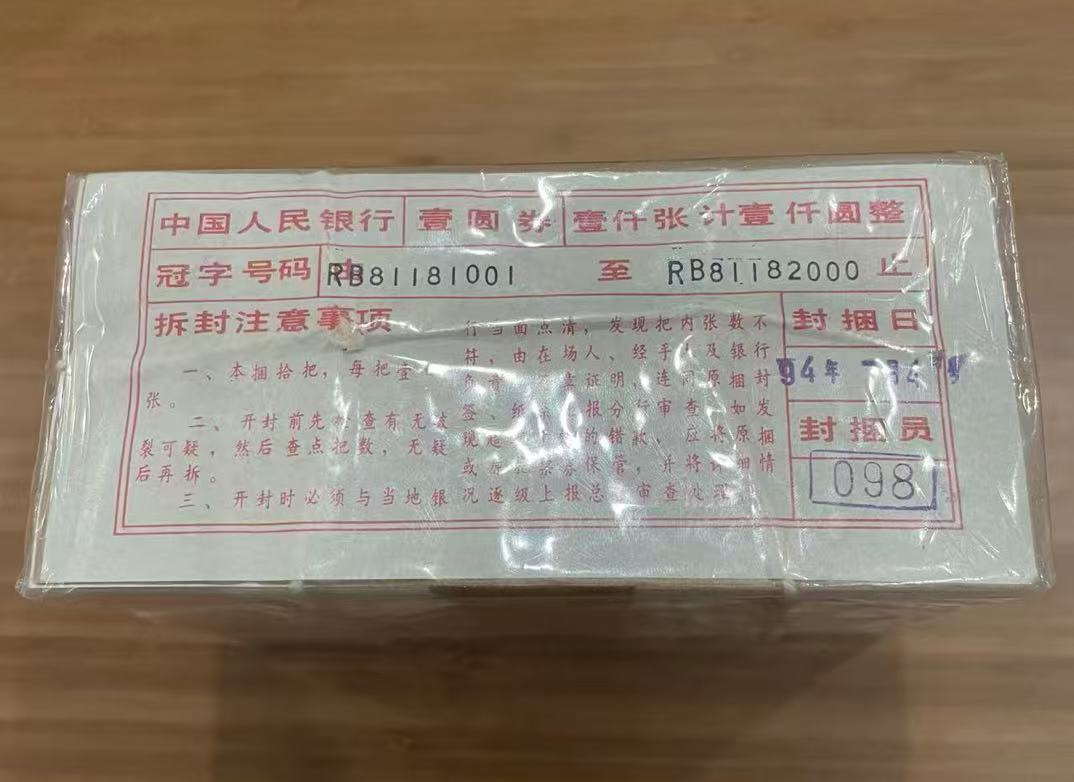 中国人民银行 壹圆券 壹仟张计壹仟圆整
冠字号码 RB81181001 至 RB81182000 止
拆封注意事项
一、本捆拾把，每把壹
张。
二、开封前先检查有无破
裂可疑，然后查点把数，无疑
后再拆。
三、开封时必须与当地银
行当面点清，发现把内张数不
符，由在场人、经手人及银行
证明，连同原捆封
签、报分行审查，如发
现的错款，应将原捆
保管，并将详细情
况逐级上报总审查处理
封捆日
94年
封捆员
098